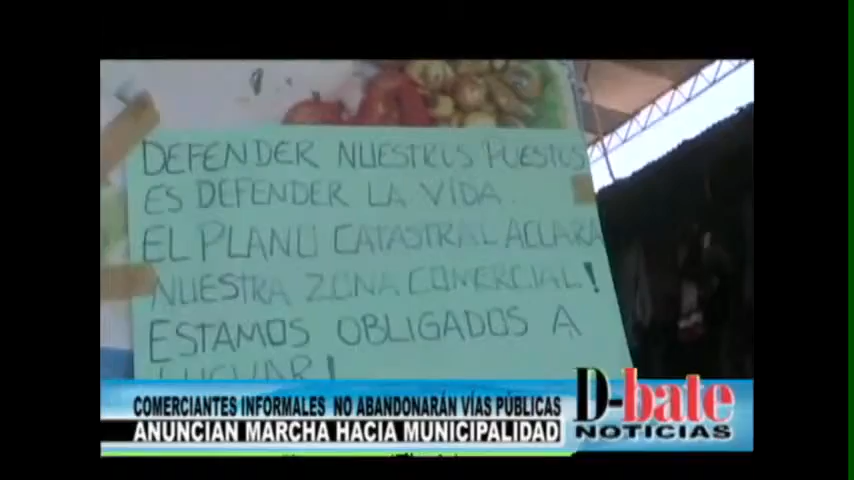 DEFENDER NUESTROS PUESTOS
ES DEFENDER LA VIDA.
EL PLANO CATASTRAL ACLARA
NUESTRA ZONA COMERCIAL!
ESTAMOS OBLIGADOS A
LUCHAR!
COMERCIANTES INFORMALES NO ABANDONARÁN VÍAS PÚBLICAS
ANUNCIAN MARCHA HACIA MUNICIPALIDAD
D-bate
NOTICIAS